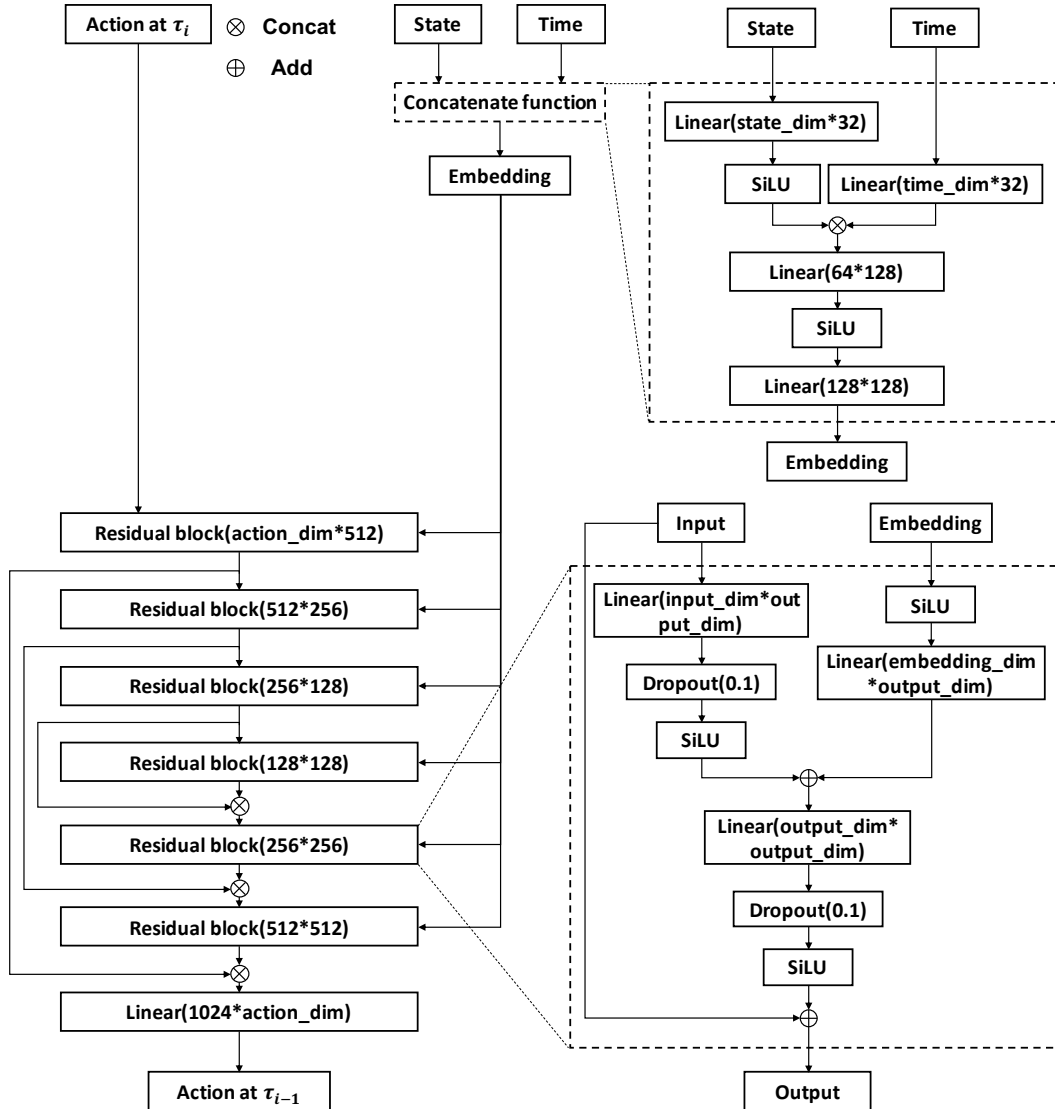 Action at τᵢ
Concat
Add
State
Time
Concatenate function
Embedding
State
Time
Linear(state_dim*32)
SiLU
Linear(time_dim*32)
Linear(64*128)
SiLU
Linear(128*128)
Embedding
Residual block(action_dim*512)
Residual block(512*256)
Residual block(256*128)
Residual block(128*128)
Residual block(256*256)
Residual block(512*512)
Linear(1024*action_dim)
Action at τᵢ₋₁
Input
Embedding
Linear(input_dim*out
put_dim)
SiLU
Dropout(0.1)
Linear(embedding_dim
*output_dim)
SiLU
Linear(output_dim*
output_dim)
Dropout(0.1)
SiLU
Output